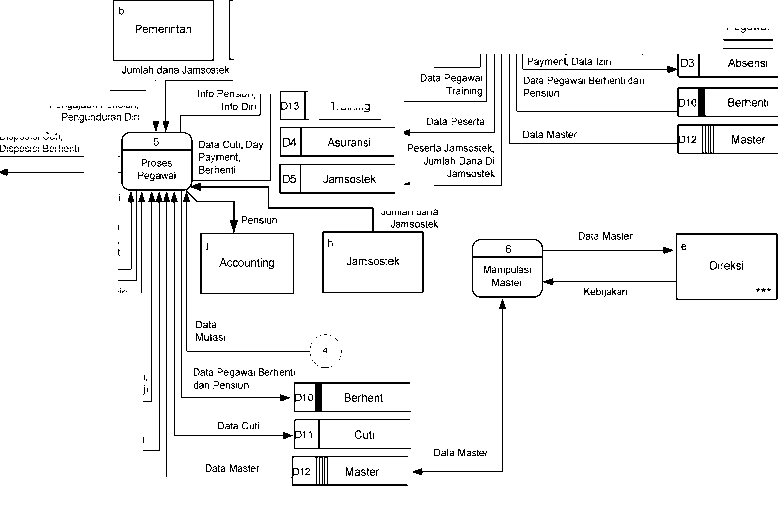 b
Pemerintah
Jumlah dana Jamsostek
Info Pensiun,
Info Diri
Pengunduran Diri
Disposisi Cuti,
Disposisi Berhenti
5
Proses
Pegawai
Data Cuti, Day
Payment,
Berhenti
D13
Training
D4
Asuransi
D5
Jamsostek
Data Pegawai
Training
Data Peserta
Peserta Jamsostek,
Jumlah Dana Di
Jamsostek
Payment, Data Izin
Data Pegawai Berhenti dan
Pensiun
Data Master
D3
Absensi
D10
Berhenti
D12
Master
Pensiun
Jumlah dana
Jamsostek
j
Accounting
h
Jamsostek
6
Manipulasi
Master
Data Master
Kebijakan
e
Direksi
***
Data
Mutasi
4
Data Pegawai Berhenti
dan Pensiun
D10
Berhent
Data Cuti
D11
Cuti
Data Master
D12
Master
Data Master